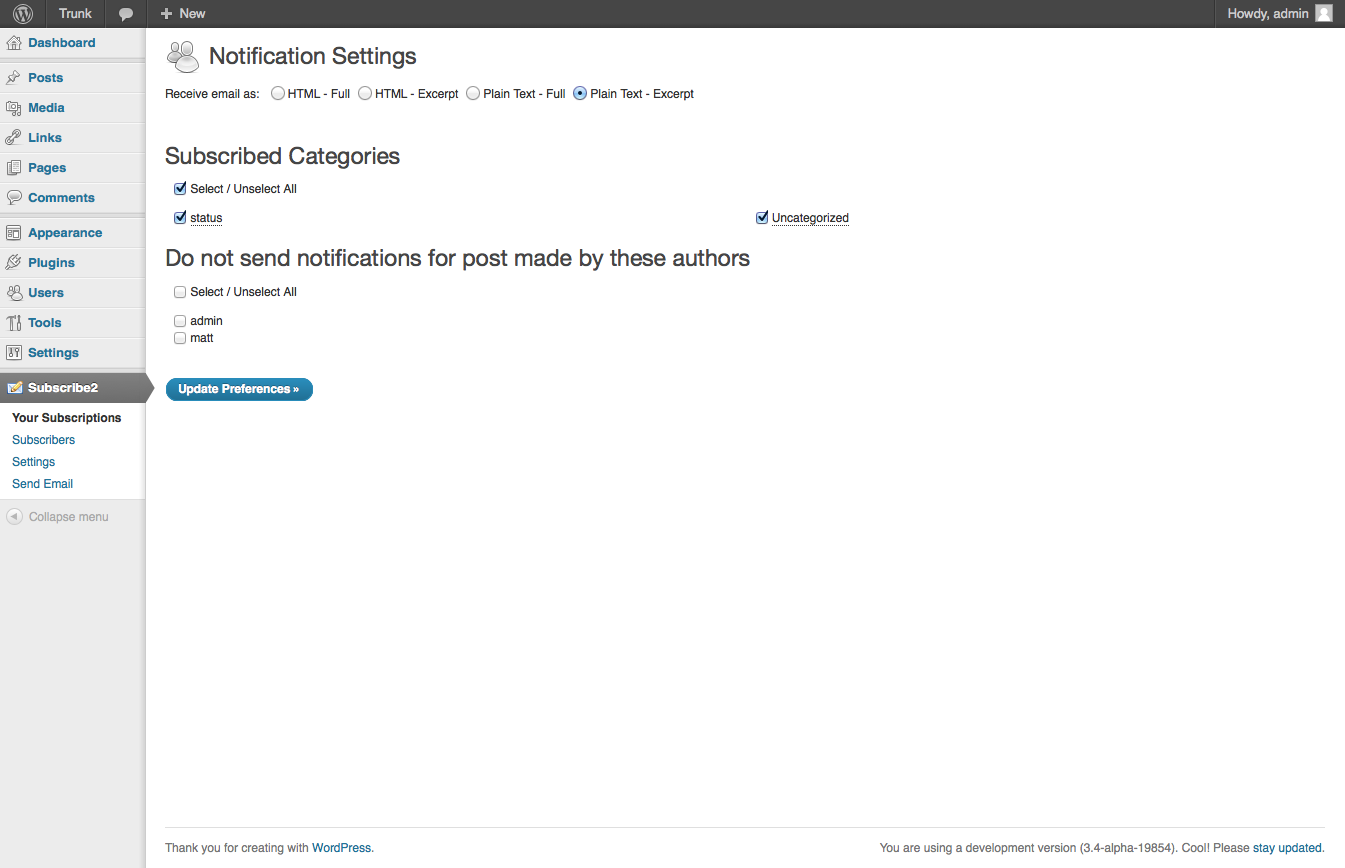 Trunk New Howdy, admin
Dashboard
Posts
Media
Links
Pages
Comments
Appearance
Plugins
Users
Tools
Settings
Subscribe2
Your Subscriptions
Subscribers
Settings
Send Email
Collapse menu
Notification Settings
Receive email as: HTML - Full HTML - Excerpt Plain Text - Full Plain Text - Excerpt
Subscribed Categories
Select / Unselect All
status Uncategorized
Do not send notifications for post made by these authors
Select / Unselect All
admin
matt
Update Preferences »
Thank you for creating with WordPress. You are using a development version (3.4-alpha-19854). Cool! Please stay updated.